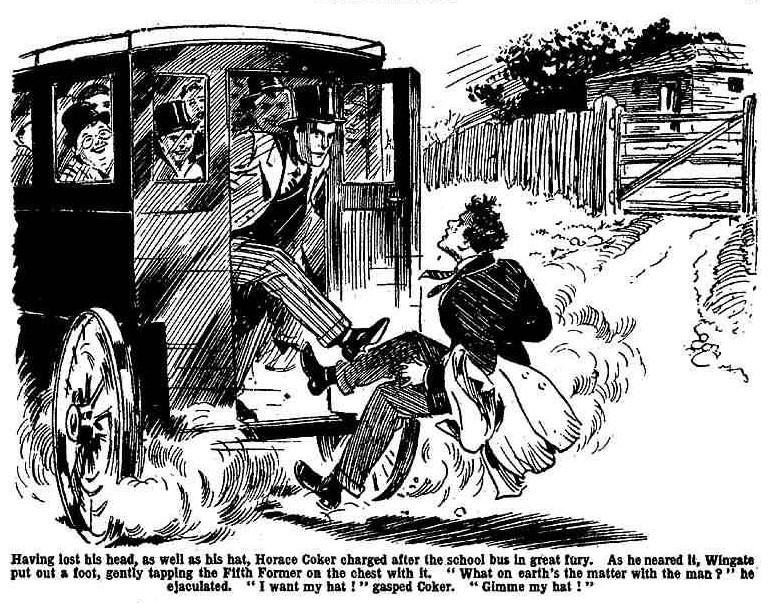 Having lost his head, as well as his hat, Horace Coker charged after the school bus in great fury. As he neared it, Wingate
put out a foot, gently tapping the Fifth Former on the chest with it. "What on earth's the matter with the man?" he
ejaculated. "I want my hat!" gasped Coker. "Gimme my hat!"